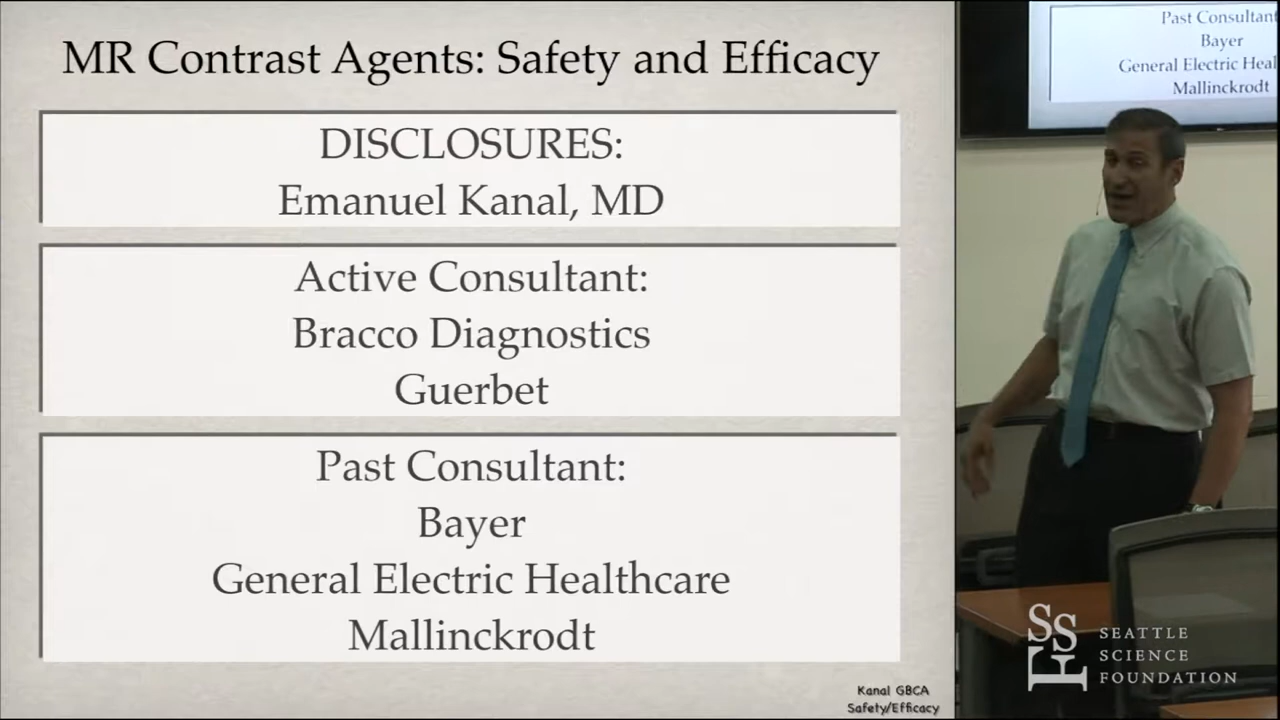 MR Contrast Agents: Safety and Efficacy
DISCLOSURES:
Emanuel Kanal, MD
Active Consultant:
Bracco Diagnostics
Guerbet
Past Consultant:
Bayer
General Electric Healthcare
Mallinckrodt
Kanal GBCA
Safety/Efficacy
Past Consultant
Bayer
General Electric Heal
Mallinckrodt
SSF
SEATTLE
SCIENCE
FOUNDATION